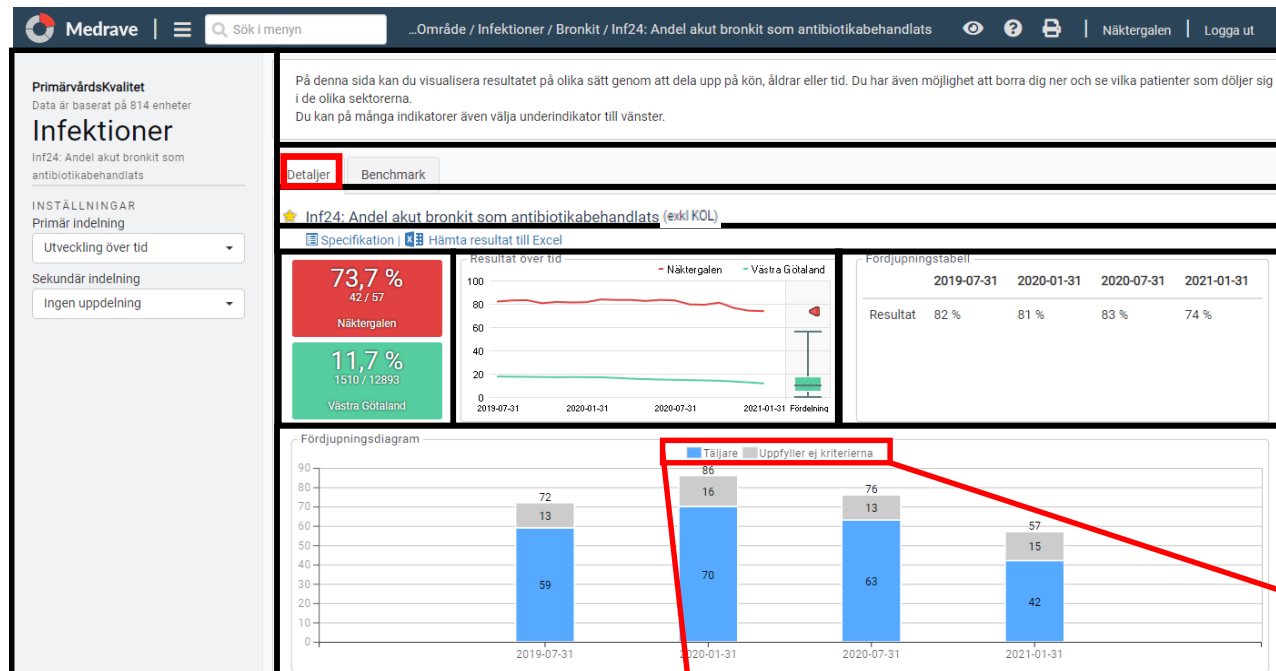 Medrave
Sök i menyn
...Område / Infektioner / Bronkit / Inf24: Andel akut bronkit som antibiotikabehandlats
Näktergalen
Logga ut
PrimärvårdsKvalitet
Data är baserat på 814 enheter
Infektioner
Inf24: Andel akut bronkit som
antibiotikabehandlats
INSTÄLLNINGAR
Primär indelning
Utveckling över tid
Sekundär indelning
Ingen uppdelning
På denna sida kan du visualisera resultatet på olika sätt genom att dela upp på kön, åldrar eller tid. Du har även möjlighet att borra dig ner och se vilka patienter som döljer sig
i de olika sektorerna.
Du kan på många indikatorer även välja underindikator till vänster.
Detaljer
Benchmark
Inf24: Andel akut bronkit som antibiotikabehandlats (exkl KOL)
Specifikation | Hämta resultat till Excel
73,7 %
42 / 57
Näktergalen
11,7 %
1510 / 12893
Västra Götaland
Resultat över tid
- Näktergalen - Västra Götaland
100
80
60
40
20
0
2019-07-31 2020-01-31 2020-07-31 2021-01-31 Fördelning
Fördjupningstabell
2019-07-31 2020-01-31 2020-07-31 2021-01-31
Resultat 82 % 81 % 83 % 74 %
Fördjupningsdiagram
Täljare Uppfyller ej kriterierna
90
80
70
60
50
40
30
20
10
0
72
13
59
86
16
70
76
13
63
57
15
42
2019-07-31 2020-01-31 2020-07-31 2021-01-31